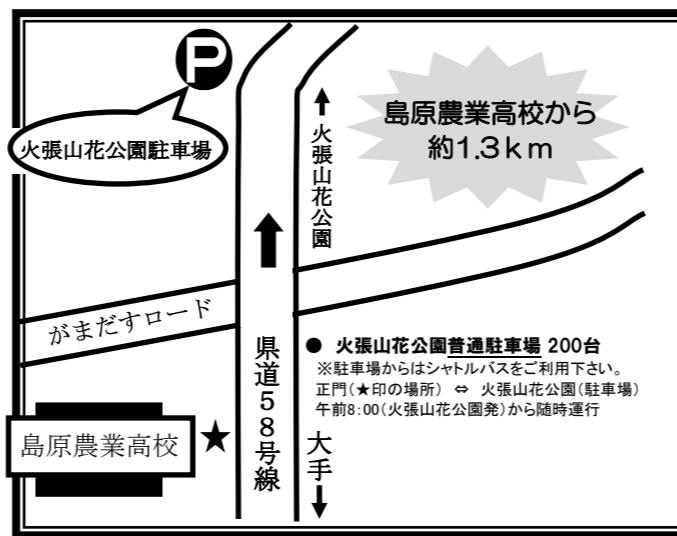 P
火張山花公園駐車場
↑火張山花公園
島原農業高校から
約1.3km
がまだすロード
県道58号線
● 火張山花公園普通駐車場 200台
※駐車場からはシャトルバスをご利用下さい。
正門(★印の場所) ⇔ 火張山花公園(駐車場)
午前8:00(火張山花公園発)から随時運行
島原農業高校
★
大手↓